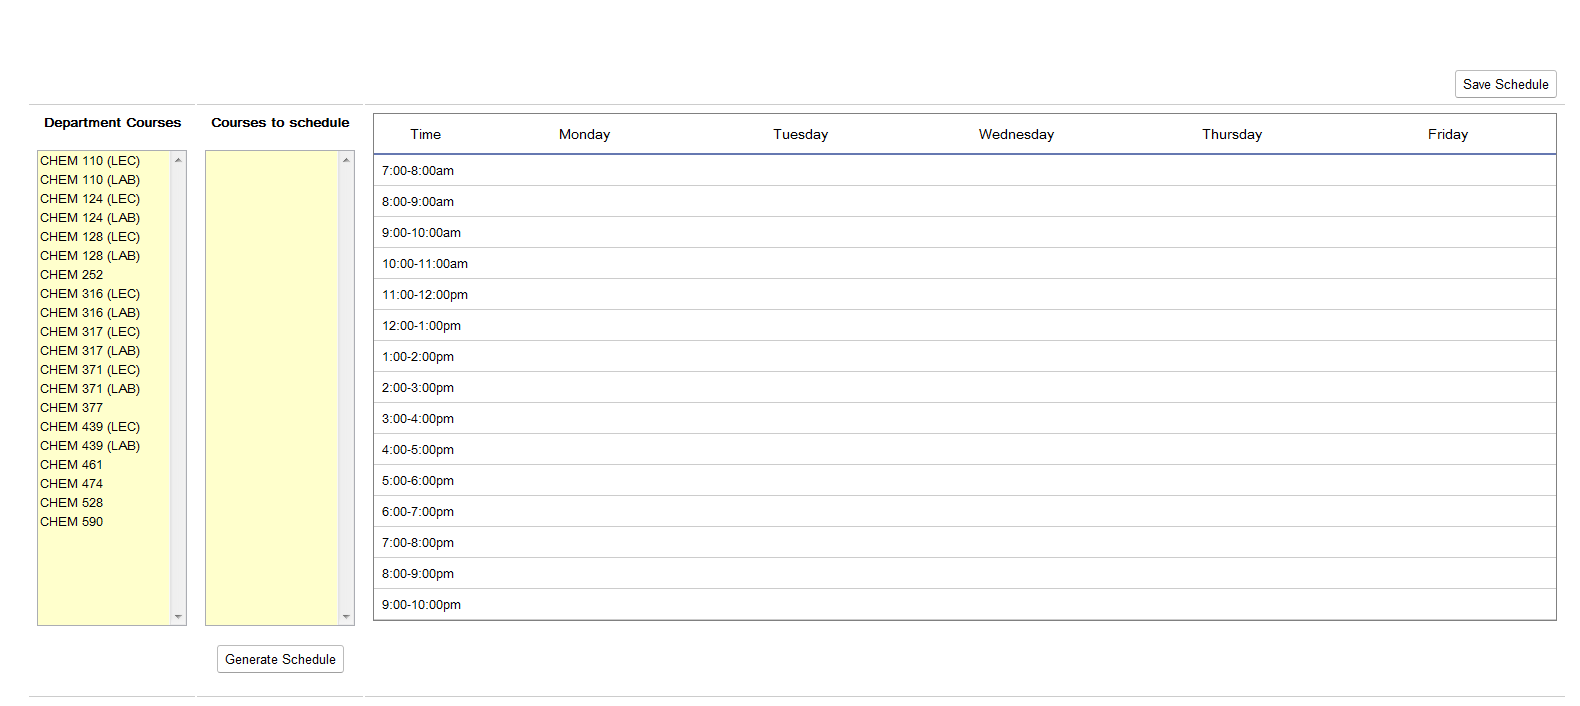 Save Schedule
Department Courses
Courses to schedule
CHEM 110 (LEC)
CHEM 110 (LAB)
CHEM 124 (LEC)
CHEM 124 (LAB)
CHEM 128 (LEC)
CHEM 128 (LAB)
CHEM 252
CHEM 316 (LEC)
CHEM 316 (LAB)
CHEM 317 (LEC)
CHEM 317 (LAB)
CHEM 371 (LEC)
CHEM 371 (LAB)
CHEM 377
CHEM 439 (LEC)
CHEM 439 (LAB)
CHEM 461
CHEM 474
CHEM 528
CHEM 590
Generate Schedule
Time Monday Tuesday Wednesday Thursday Friday
7:00-8:00am
8:00-9:00am
9:00-10:00am
10:00-11:00am
11:00-12:00pm
12:00-1:00pm
1:00-2:00pm
2:00-3:00pm
3:00-4:00pm
4:00-5:00pm
5:00-6:00pm
6:00-7:00pm
7:00-8:00pm
8:00-9:00pm
9:00-10:00pm